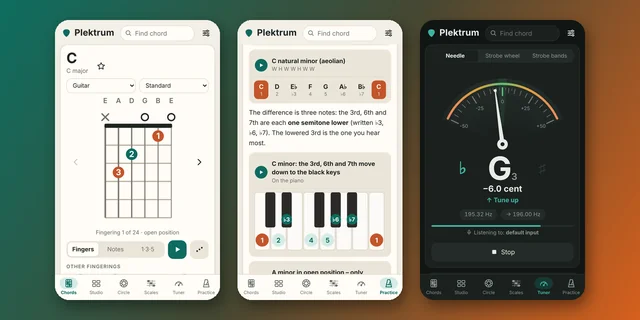 Plektrum
Find chord
C
C major
Guitar
Standard
E A D G B E
1
2
3
Fingering 1 of 24 · open position
Fingers
Notes
1·3·5
OTHER FINGERINGS
Chords
Studio
Circle
Scales
Tuner
Practice
Plektrum
Find chord
C natural minor (aeolian)
W H W W H W W
C D E♭ F G A♭ B♭ C
1 2 ♭3 4 5 ♭6 ♭7 1
The difference is three notes: the 3rd, 6th and
7th are each one semitone lower (written ♭3,
♭6, ♭7). The lowered 3rd is the one you hear
most.
C minor: the 3rd, 6th and 7th move
down to the black keys
On the piano
♭3 ♭6 ♭7
1 2 4 5 1
A minor in open position – only
Chords
Studio
Circle
Scales
Tuner
Practice
Plektrum
Find chord
Needle
Strobe wheel
Strobe bands
-50 -25 0 +25 +50
♭
G3
♯
−6.0 cent
↑ Tune up
195.32 Hz
→ 196.00 Hz
Listening to: default input
Stop
Chords
Studio
Circle
Scales
Tuner
Practice